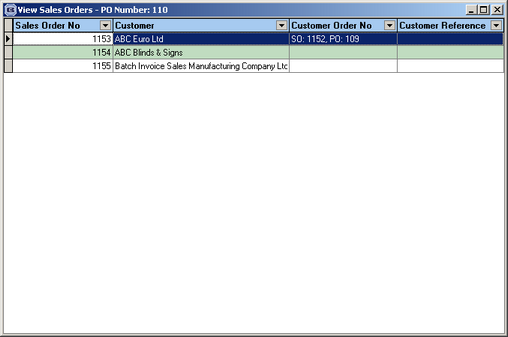 View Sales Orders - PO Number: 110
Sales Order No Customer Customer Order No Customer Reference
1153 ABC Euro Ltd SO: 1152, PO: 109
1154 ABC Blinds & Signs
1155 Batch Invoice Sales Manufacturing Company Ltc